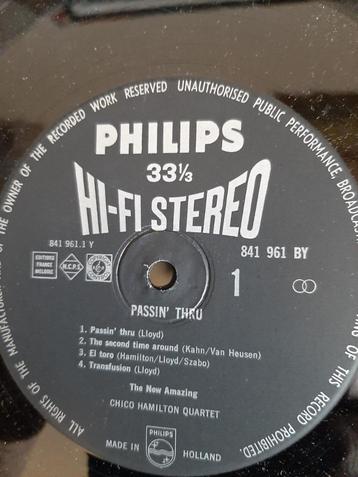 ALL RIGHTS OF THE MANUFACTURER AND OF THE OWNER OF THE RECORDED WORK RESERVED UNAUTHORISED PUBLIC PERFORMANCE, BROADCASTING OF THIS RECORD PROHIBITED.
PHILIPS
33⅓
HI-FI STEREO
841 961.1 Y
841 961 BY
EDITIONS
FRANCE
MELODIE
N.C.P.S.
1
PASSIN' THRU
1. Passin' thru (Lloyd)
2. The second time around (Kahn/Van Heusen)
3. El toro (Hamilton/Lloyd/Szabo)
4. Transfusion (Lloyd)
The New Amazing
CHICO HAMILTON QUARTET
MADE IN
PHILIPS
HOLLAND